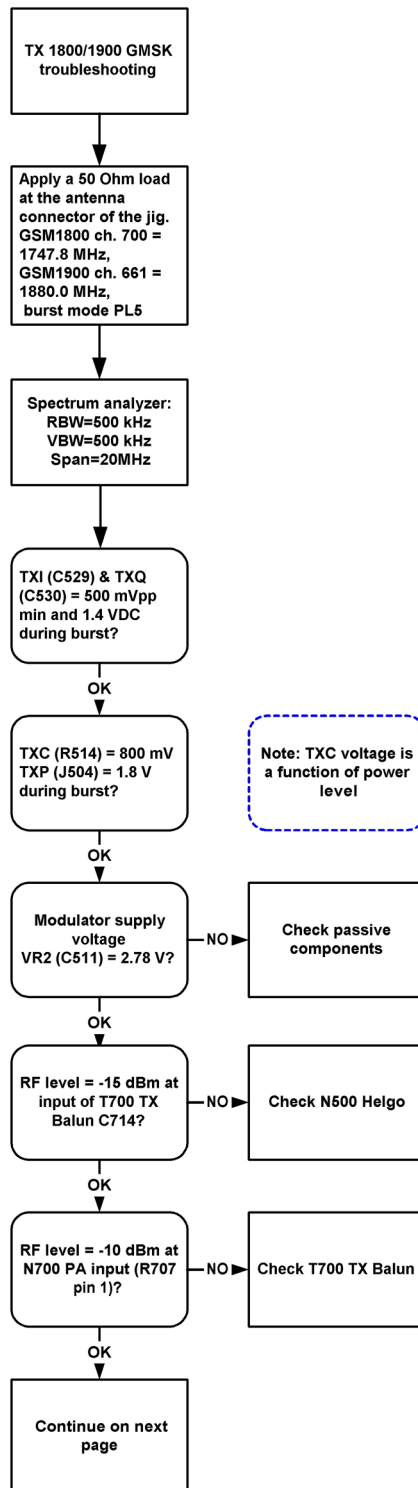 TX 1800/1900 GMSK
troubleshooting
Apply a 50 Ohm load
at the antenna
connector of the jig.
GSM1800 ch. 700 =
1747.8 MHz,
GSM1900 ch. 661 =
1880.0 MHz,
burst mode PL5
Spectrum analyzer:
RBW=500 kHz
VBW=500 kHz
Span=20MHz
TXI (C529) & TXQ
(C530) = 500 mVpp
min and 1.4 VDC
during burst?
OK
TXC (R514) = 800 mV
TXP (J504) = 1.8 V
during burst?
Note: TXC voltage is
a function of power
level
OK
Modulator supply
voltage
VR2 (C511) = 2.78 V?
NO
Check passive
components
OK
RF level = -15 dBm at
input of T700 TX
Balun C714?
NO
Check N500 Helgo
OK
RF level = -10 dBm at
N700 PA input (R707
pin 1)?
NO
Check T700 TX Balun
OK
Continue on next
page